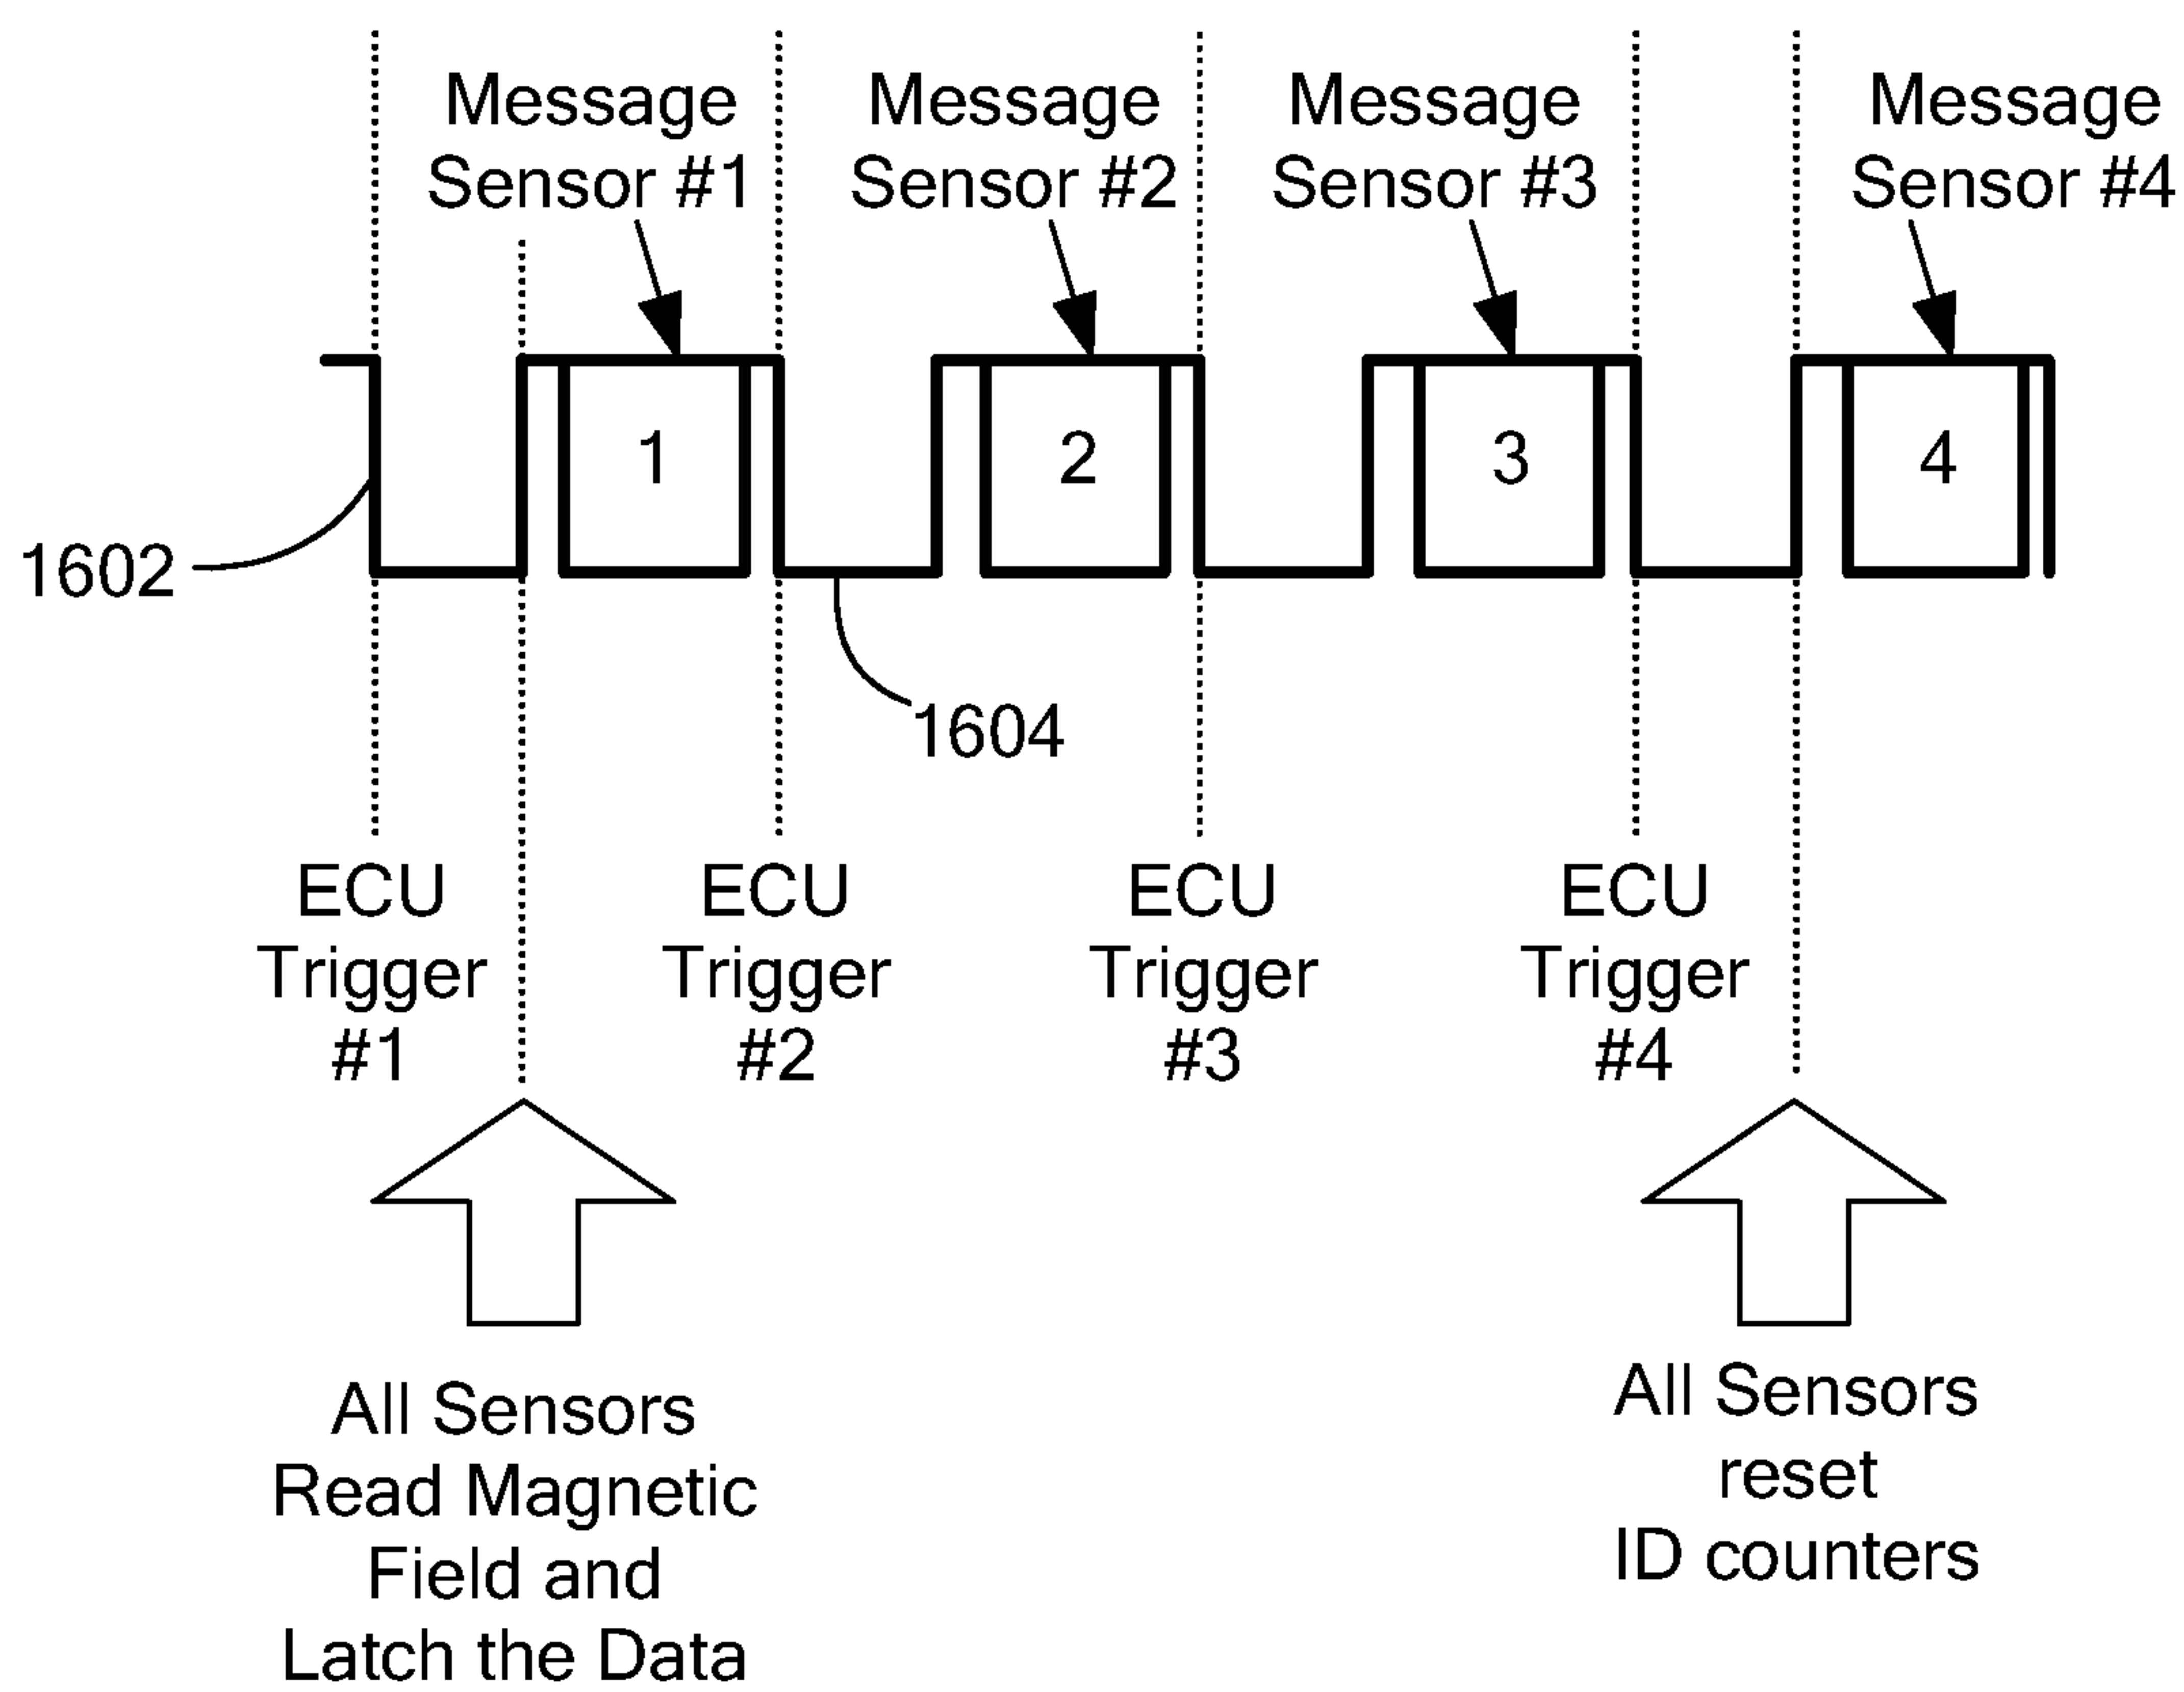 Message
Sensor #1
Message
Sensor #2
Message
Sensor #3
Message
Sensor #4
1
2
3
4
1602
1604
ECU
Trigger
#1
ECU
Trigger
#2
ECU
Trigger
#3
ECU
Trigger
#4
All Sensors
Read Magnetic
Field and
Latch the Data
All Sensors
reset
ID counters